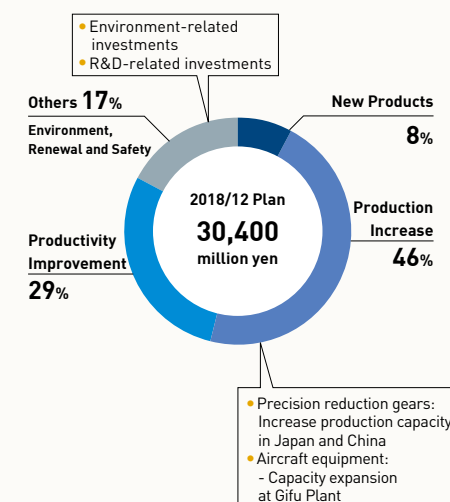 • Environment-related
investments
• R&D-related investments
Others 17%
Environment,
Renewal and Safety
New Products
8%
2018/12 Plan
30,400
million yen
Production
Increase
46%
Productivity
Improvement
29%
• Precision reduction gears:
Increase production capacity
in Japan and China
• Aircraft equipment:
- Capacity expansion
at Gifu Plant